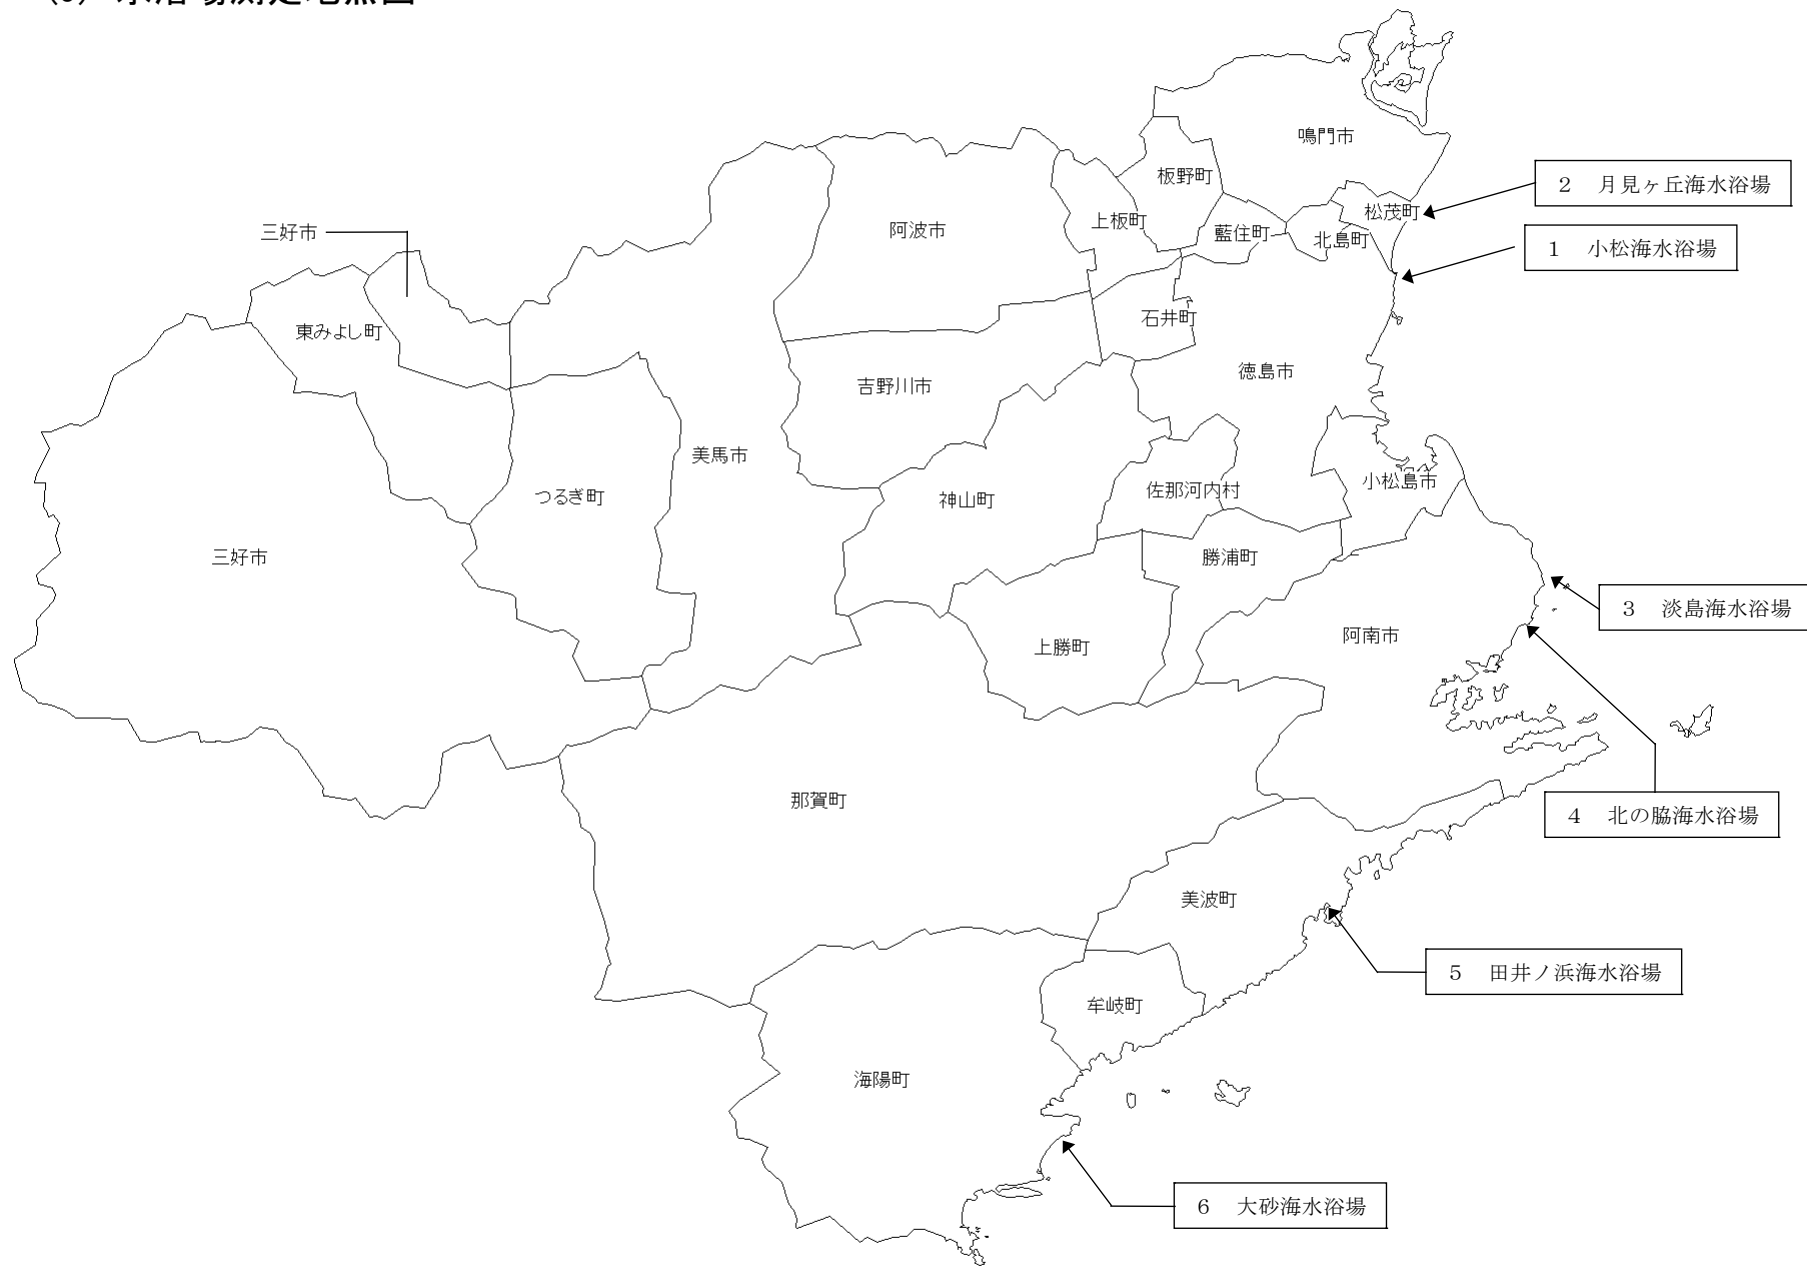 鳴門市
板野町
2 月見ヶ丘海水浴場
松茂町
上板町
阿波市
三好市
藍住町
北島町
1 小松海水浴場
石井町
東みよし町
徳島市
吉野川市
美馬市
小松島市
佐那河内村
つるぎ町
神山町
三好市
勝浦町
3 淡島海水浴場
阿南市
上勝町
那賀町
4 北の脇海水浴場
美波町
5 田井ノ浜海水浴場
牟岐町
海陽町
6 大砂海水浴場